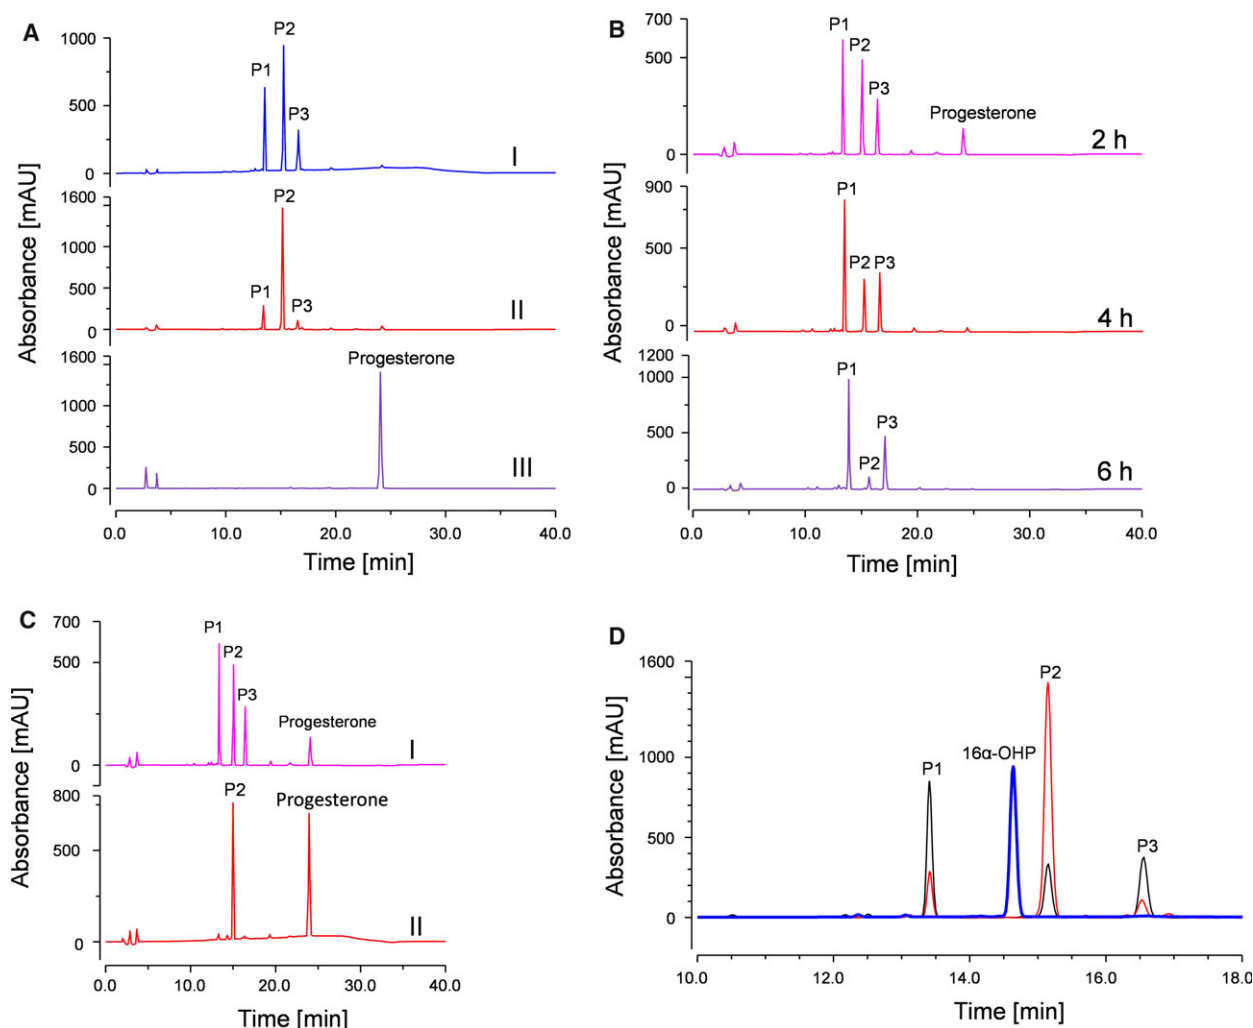 A
Absorbance [mAU]
1000
500
0
P1
P2
P3
I
1600
1000
500
0
P1
P2
P3
II
1600
1000
500
0
Progesterone
III
0.0 10.0 20.0 30.0 40.0
Time [min]
B
Absorbance [mAU]
700
500
0
P1
P2
P3
Progesterone
2 h
900
500
0
P1
P2 P3
4 h
1200
1000
500
0
P1
P2
P3
6 h
0.0 10.0 20.0 30.0 40.0
Time [min]
C
Absorbance [mAU]
700
500
0
P1
P2
P3
Progesterone
I
800
500
0
P2
Progesterone
II
0.0 10.0 20.0 30.0 40.0
Time [min]
D
Absorbance [mAU]
1600
1000
500
0
P1
16α-OHP
P2
P3
10.0 12.0 14.0 16.0 18.0
Time [min]